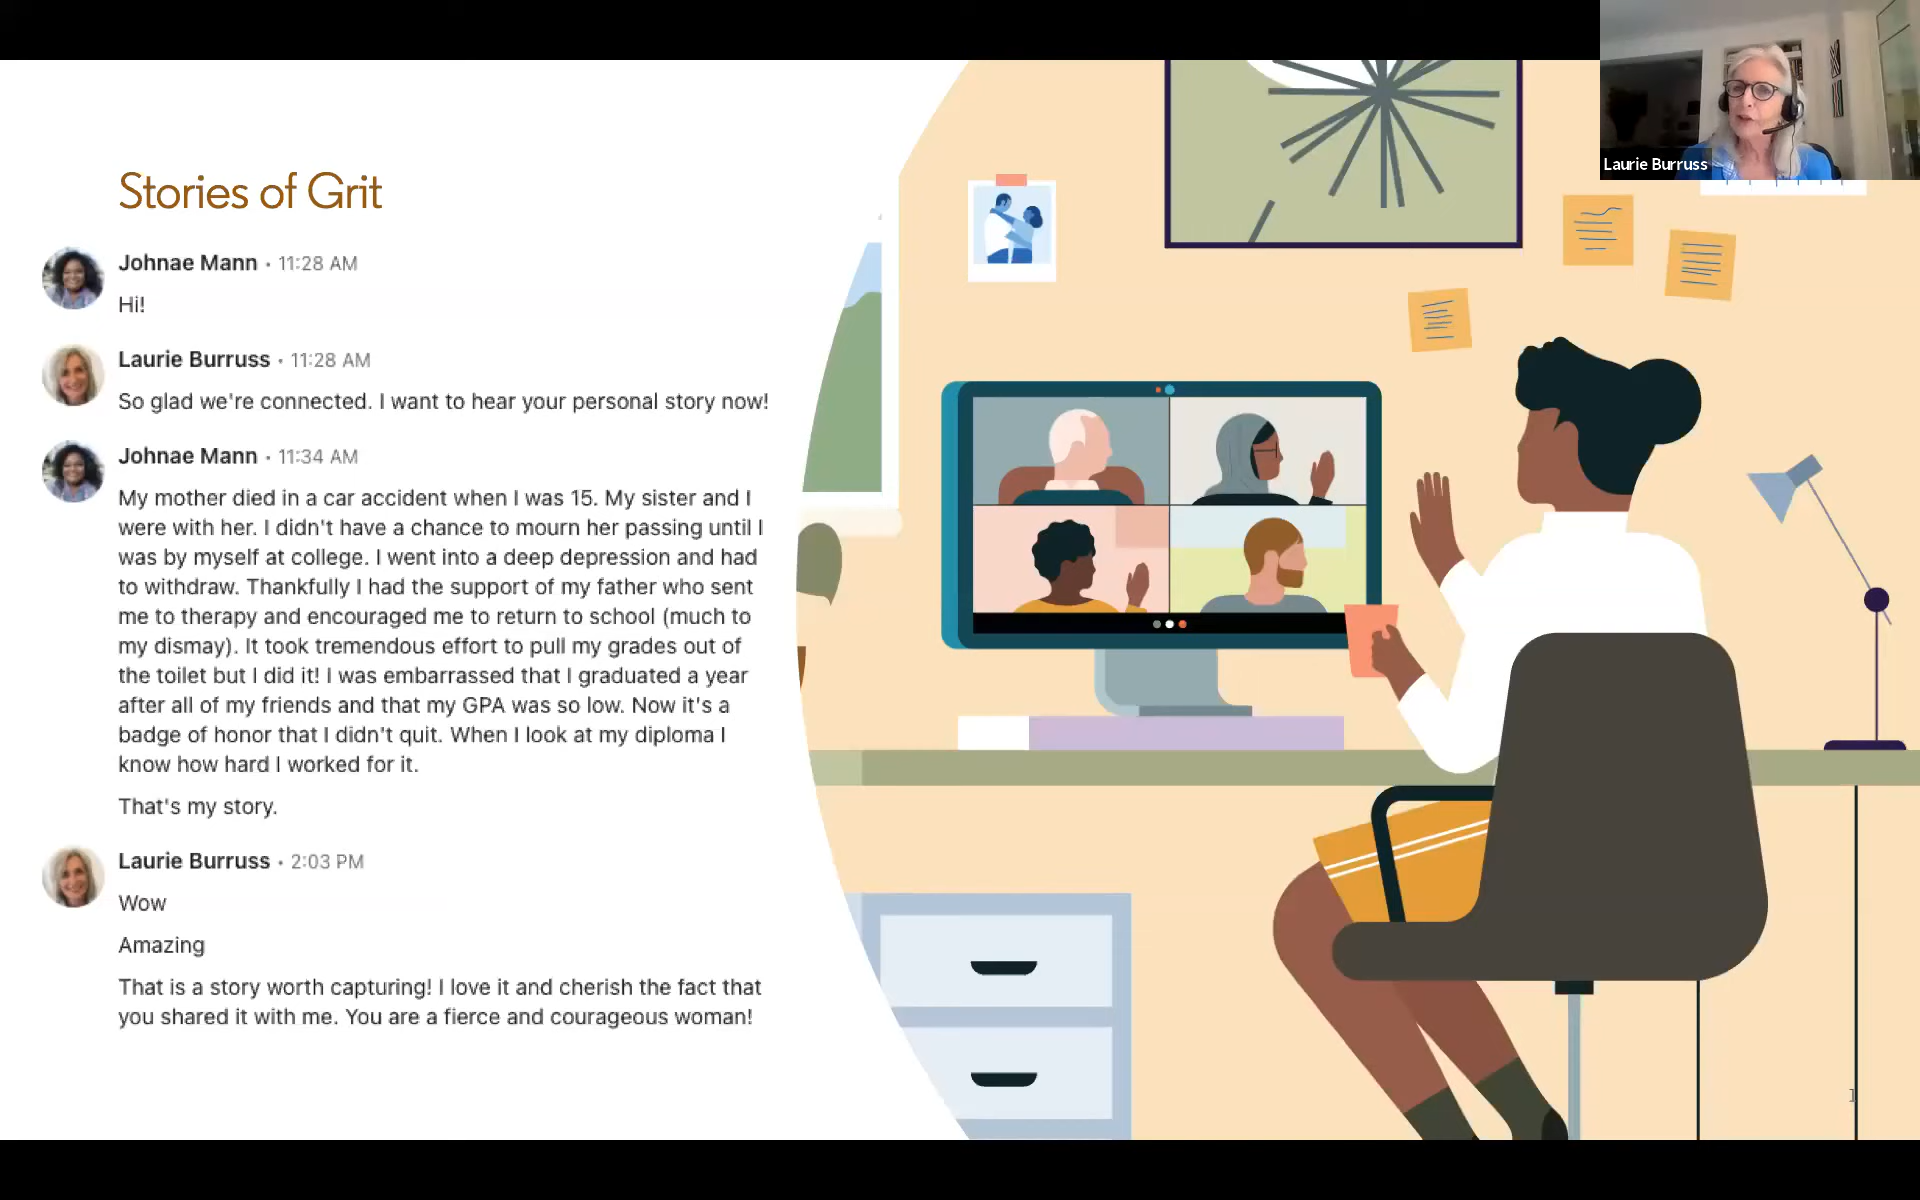 Laurie Burruss
Stories of Grit
Johnae Mann • 11:28 AM
Hi!
Laurie Burruss • 11:28 AM
So glad we're connected. I want to hear your personal story now!
Johnae Mann • 11:34 AM
My mother died in a car accident when I was 15. My sister and I
were with her. I didn't have a chance to mourn her passing until I
was by myself at college. I went into a deep depression and had
to withdraw. Thankfully I had the support of my father who sent
me to therapy and encouraged me to return to school (much to
my dismay). It took tremendous effort to pull my grades out of
the toilet but I did it! I was embarrassed that I graduated a year
after all of my friends and that my GPA was so low. Now it's a
badge of honor that I didn't quit. When I look at my diploma I
know how hard I worked for it.
That's my story.
Laurie Burruss • 2:03 PM
Wow
Amazing
That is a story worth capturing! I love it and cherish the fact that
you shared it with me. You are a fierce and courageous woman!